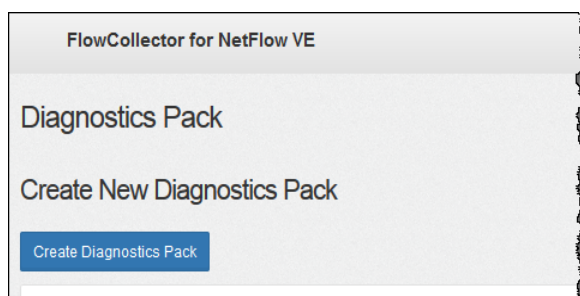 FlowCollector for NetFlow VE
Diagnostics Pack
Create New Diagnostics Pack
Create Diagnostics Pack